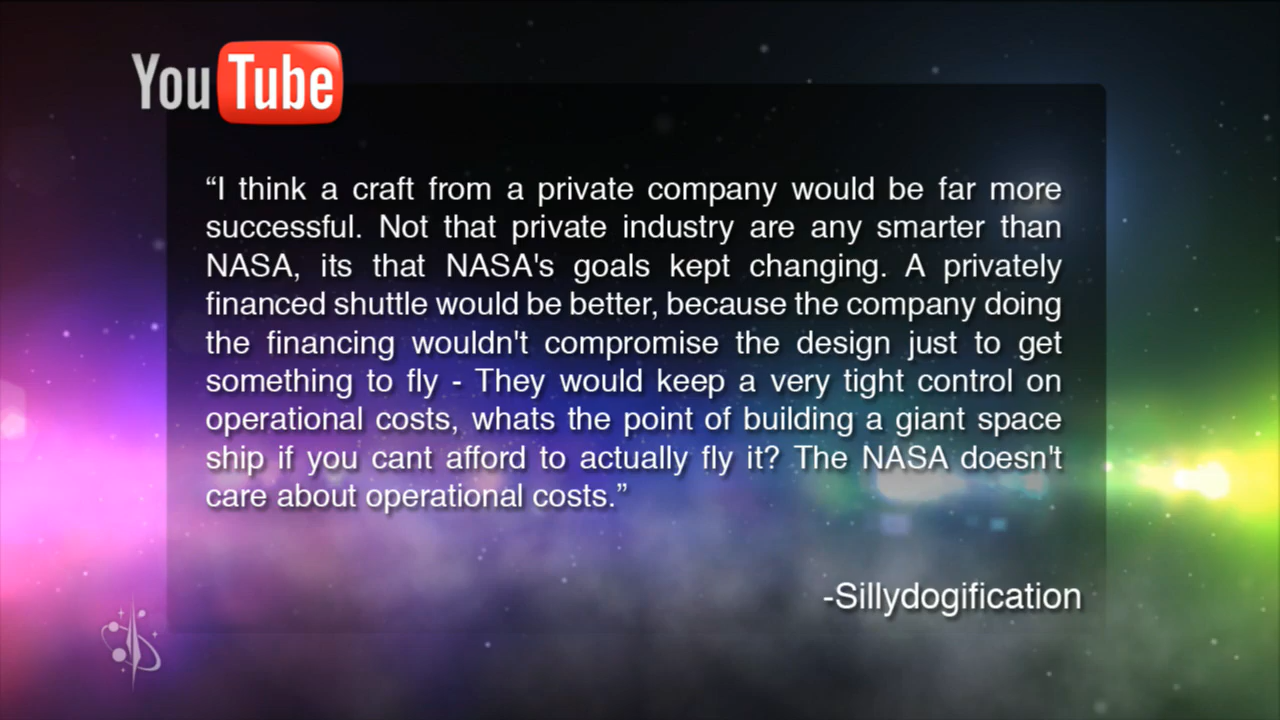 YouTube
“I think a craft from a private company would be far more
successful. Not that private industry are any smarter than
NASA, its that NASA's goals kept changing. A privately
financed shuttle would be better, because the company doing
the financing wouldn't compromise the design just to get
something to fly - They would keep a very tight control on
operational costs, whats the point of building a giant space
ship if you cant afford to actually fly it? The NASA doesn't
care about operational costs.”
-Sillydogification